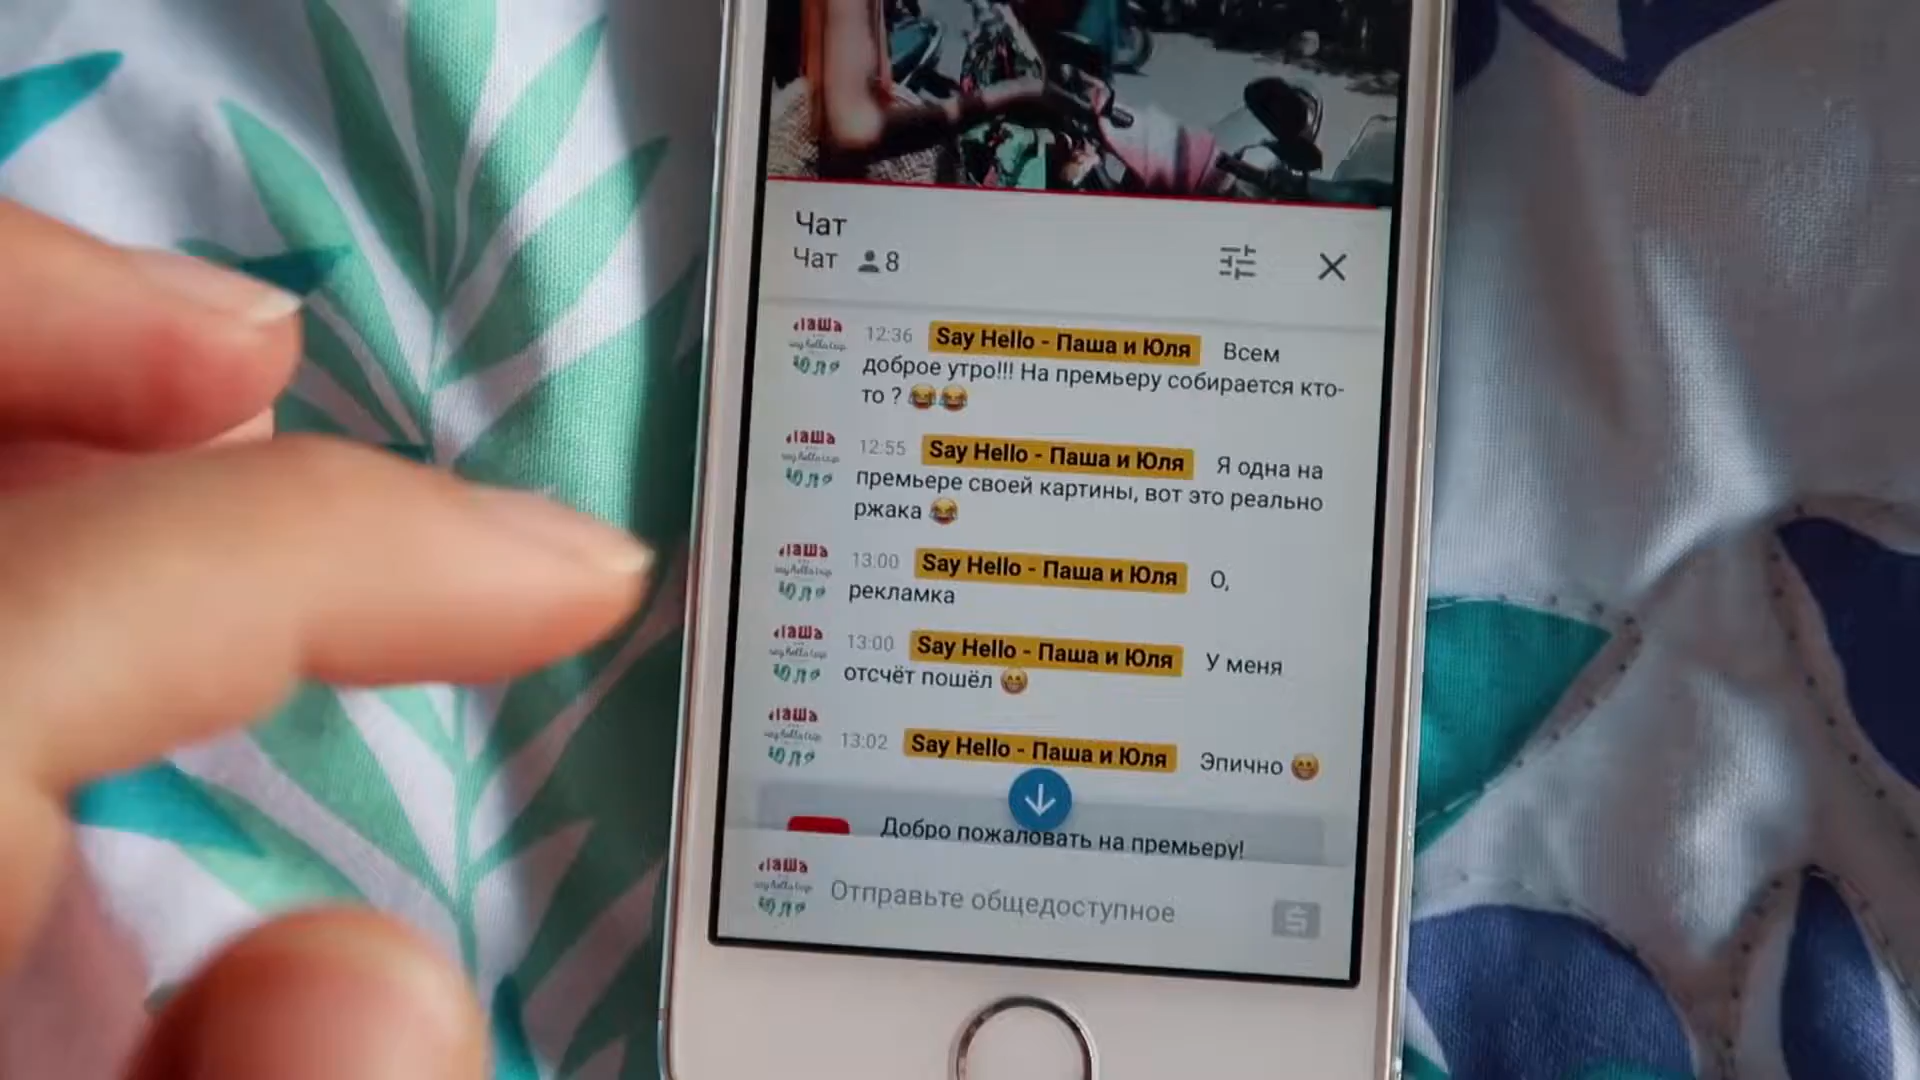 Чат
Чат 8
12:36 Say Hello - Паша и Юля Всем
доброе утро!!! На премьеру собирается кто-
то ? 😂😂
12:55 Say Hello - Паша и Юля Я одна на
премьере своей картины, вот это реально
ржака 😂
13:00 Say Hello - Паша и Юля О,
рекламка
13:00 Say Hello - Паша и Юля У меня
отсчёт пошёл 😁
13:02 Say Hello - Паша и Юля Эпично 😁
Добро пожаловать на премьеру!
Отправьте общедоступное